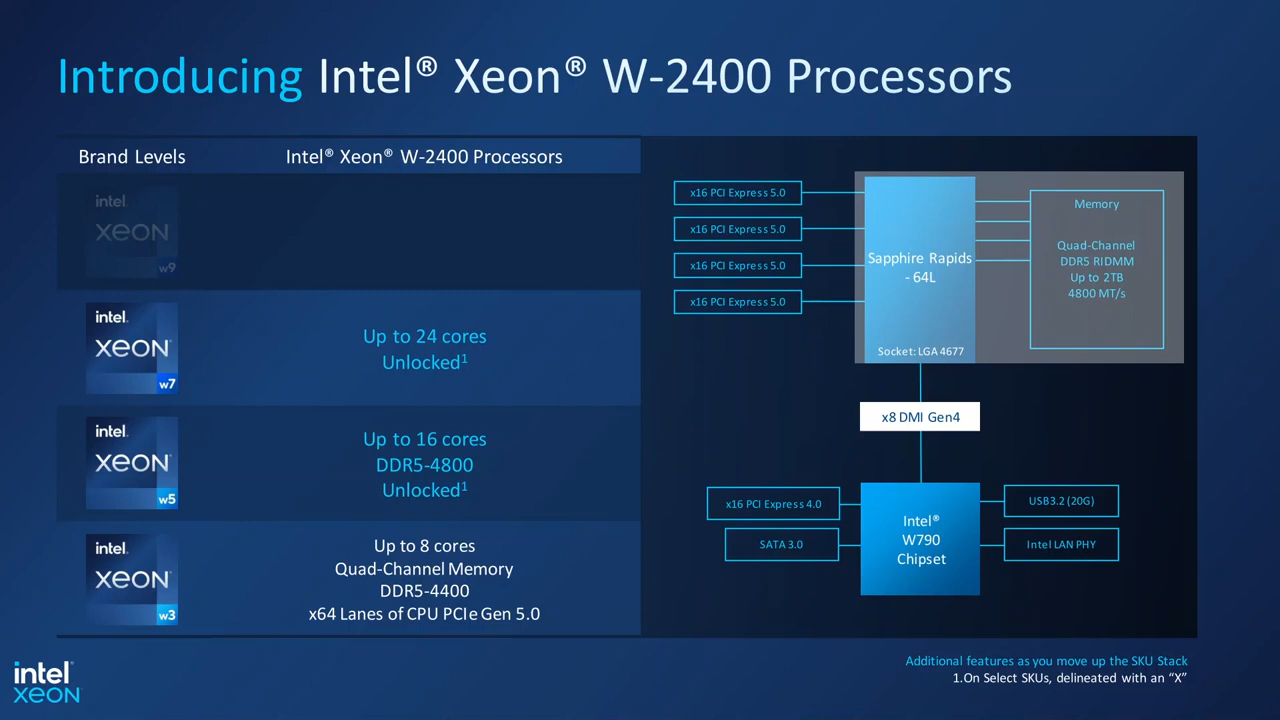 Introducing Intel® Xeon® W-2400 Processors
Brand Levels
Intel® Xeon® W-2400 Processors
intel.
xeon
w9
intel.
xeon
w7
Up to 24 cores
Unlocked1
intel.
xeon
w5
Up to 16 cores
DDR5-4800
Unlocked1
intel.
xeon
w3
Up to 8 cores
Quad-Channel Memory
DDR5-4400
x64 Lanes of CPU PCIe Gen 5.0
x16 PCI Express 5.0
x16 PCI Express 5.0
x16 PCI Express 5.0
x16 PCI Express 5.0
Sapphire Rapids
- 64L
Socket: LGA 4677
Memory
Quad-Channel
DDR5 RIDMM
Up to 2TB
4800 MT/s
x8 DMI Gen4
x16 PCI Express 4.0
SATA 3.0
Intel®
W790
Chipset
USB3.2 (20G)
Intel LAN PHY
Additional features as you move up the SKU Stack
1.On Select SKUs, delineated with an “X”
intel
xeon